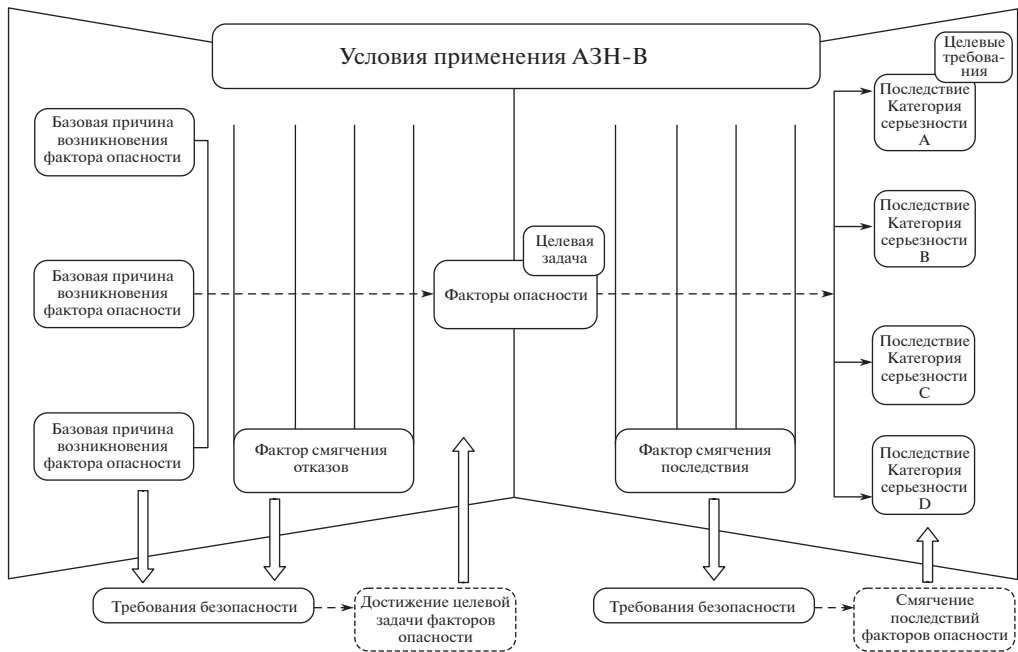 Условия применения АЗН-В
Целевые
требова-
ния
Базовая причина
возникновения
фактора опасности
Последствие
Категория
серьезности
A
Последствие
Категория
серьезности
B
Целевая
задача
Базовая причина
возникновения
фактора опасности
Факторы опасности
Последствие
Категория
серьезности
C
Базовая причина
возникновения
фактора опасности
Фактор смягчения
отказов
Фактор смягчения
последствия
Последствие
Категория
серьезности
D
Требования безопасности
Достижение целевой
задачи факторов
опасности
Требования безопасности
Смягчение
последствий
факторов опасности